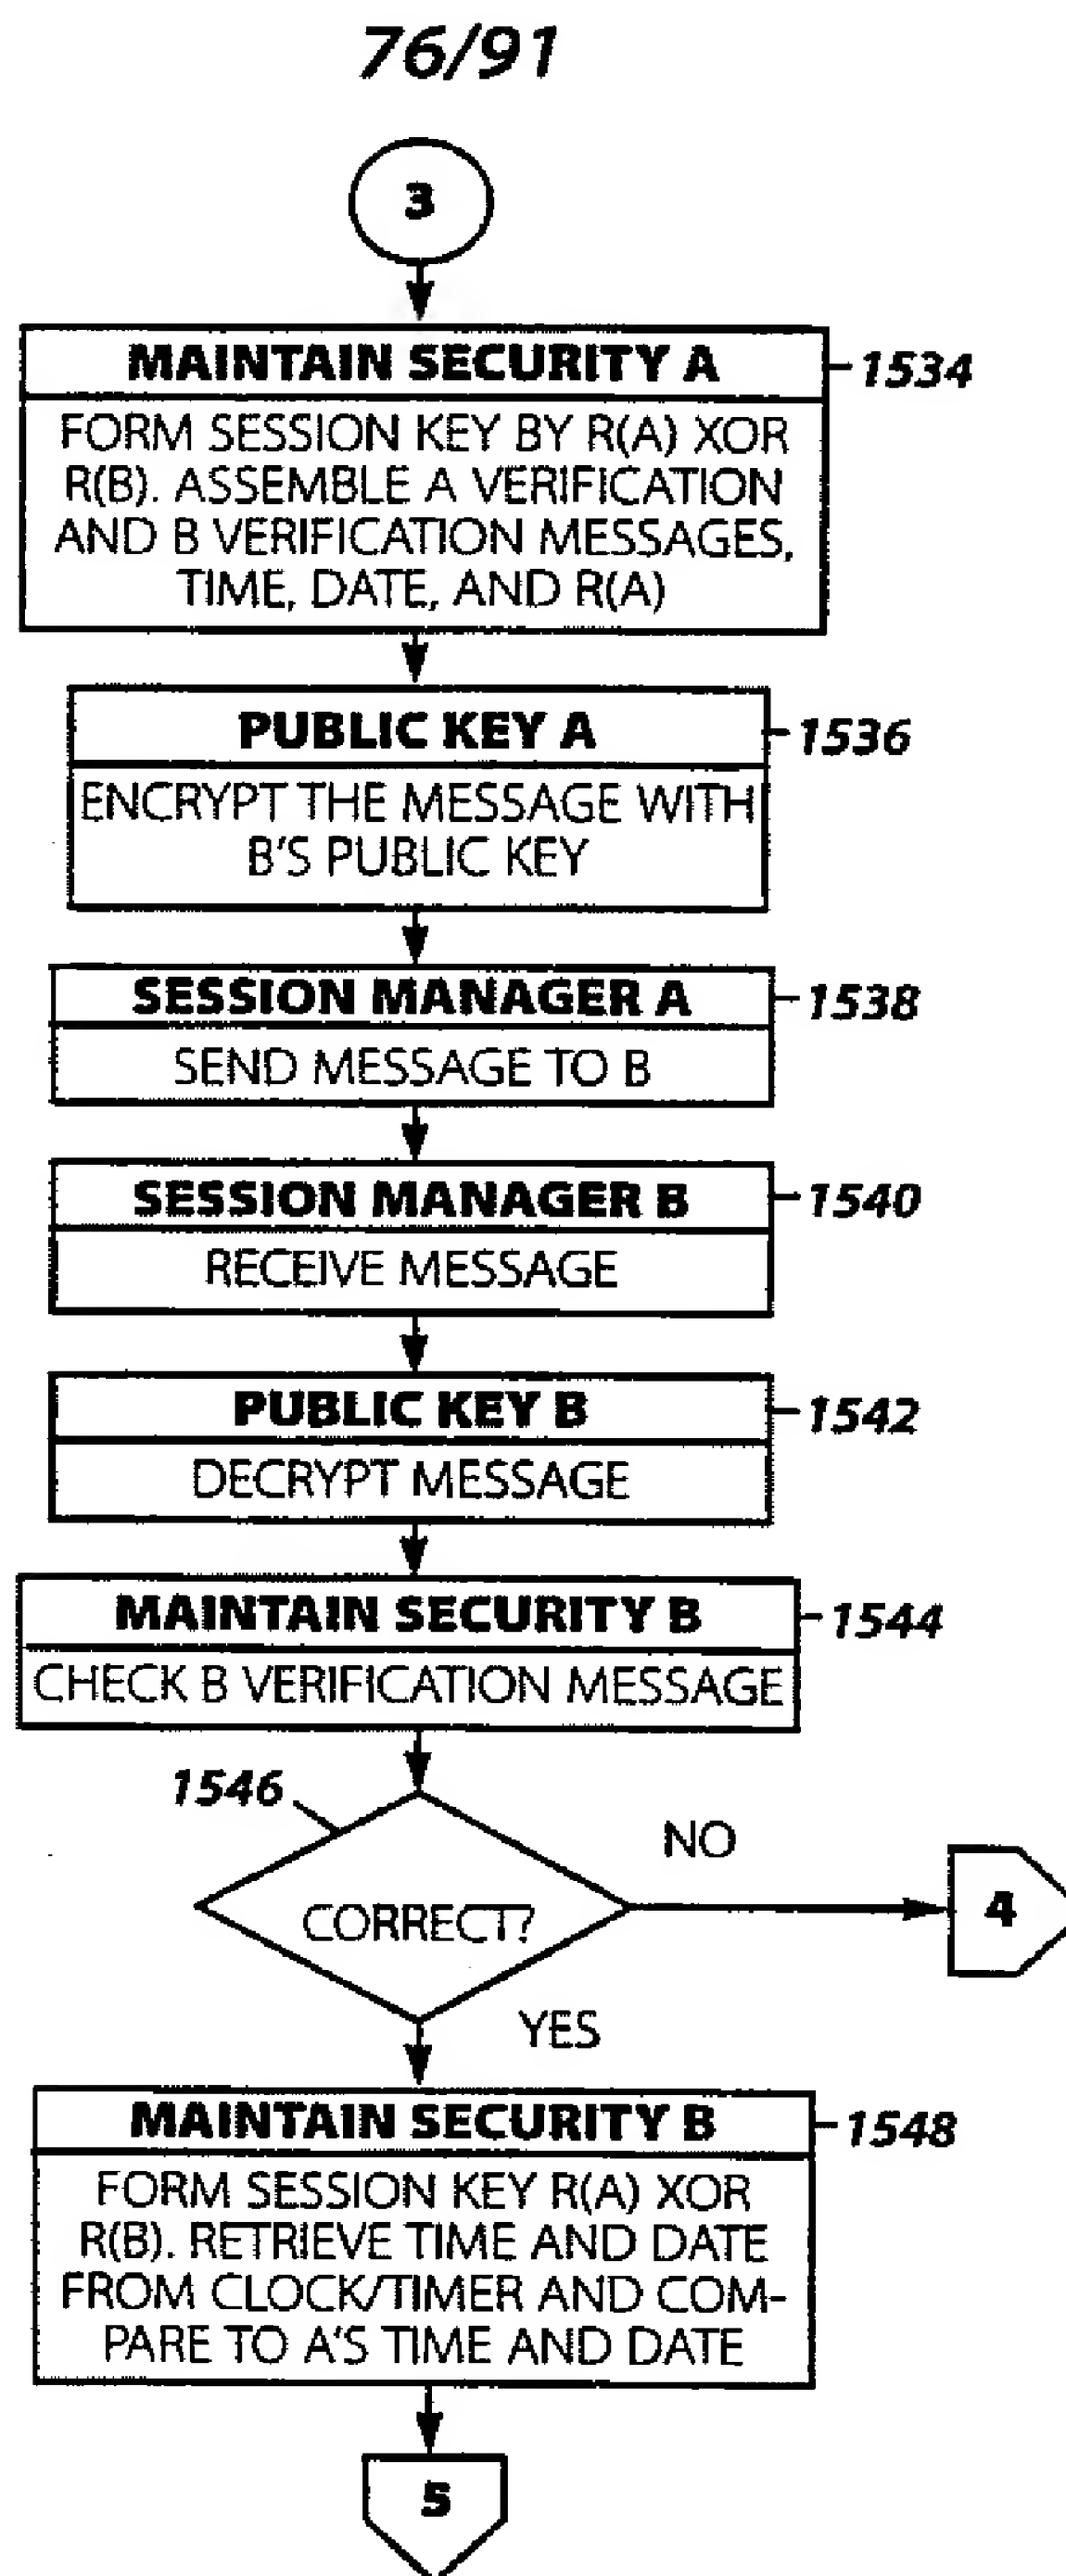 76/91
3
MAINTAIN SECURITY A
1534
FORM SESSION KEY BY R(A) XOR
R(B). ASSEMBLE A VERIFICATION
AND B VERIFICATION MESSAGES,
TIME, DATE, AND R(A)
PUBLIC KEY A
1536
ENCRYPT THE MESSAGE WITH
B'S PUBLIC KEY
SESSION MANAGER A
1538
SEND MESSAGE TO B
SESSION MANAGER B
1540
RECEIVE MESSAGE
PUBLIC KEY B
1542
DECRYPT MESSAGE
MAINTAIN SECURITY B
1544
CHECK B VERIFICATION MESSAGE
1546
NO
CORRECT?
4
YES
MAINTAIN SECURITY B
1548
FORM SESSION KEY R(A) XOR
R(B). RETRIEVE TIME AND DATE
FROM CLOCK/TIMER AND COM-
PARE TO A'S TIME AND DATE
5